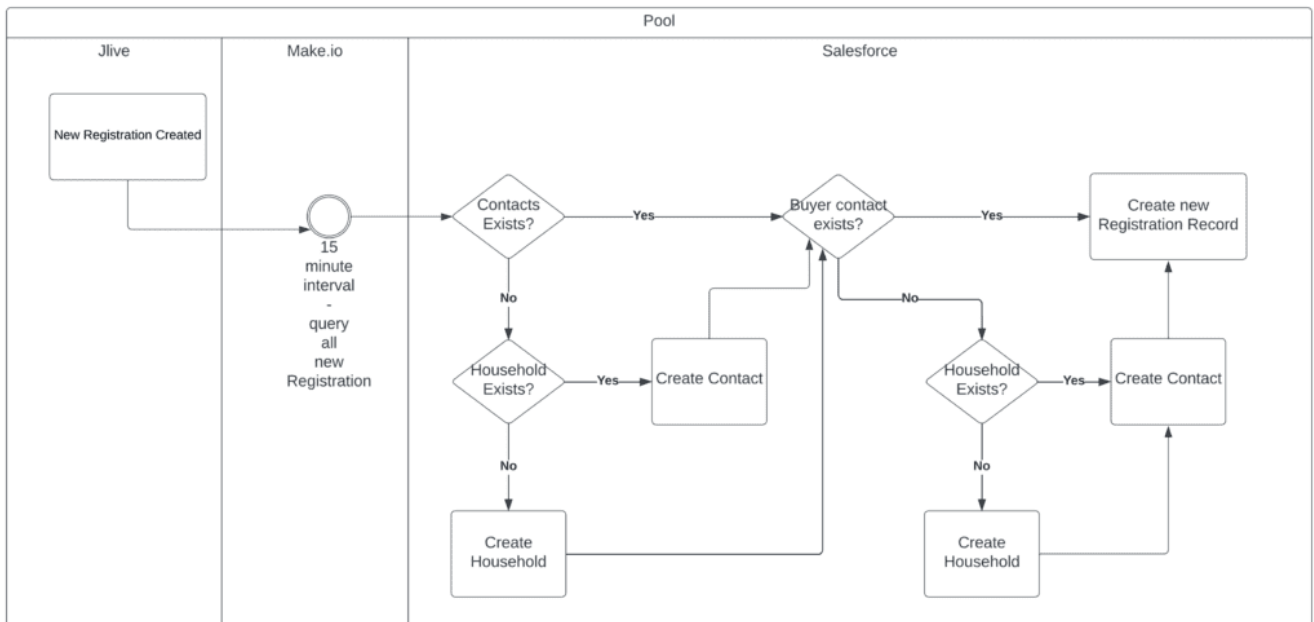 Pool
Jlive
Make.io
Salesforce
New Registration Created
15
minute
interval
-
query
all
new
Registration
Contacts
Exists?
Yes
Buyer contact
exists?
Yes
Create new
Registration Record
No
No
Household
Exists?
Yes
Create Contact
Household
Exists?
Yes
Create Contact
No
No
Create
Household
Create
Household